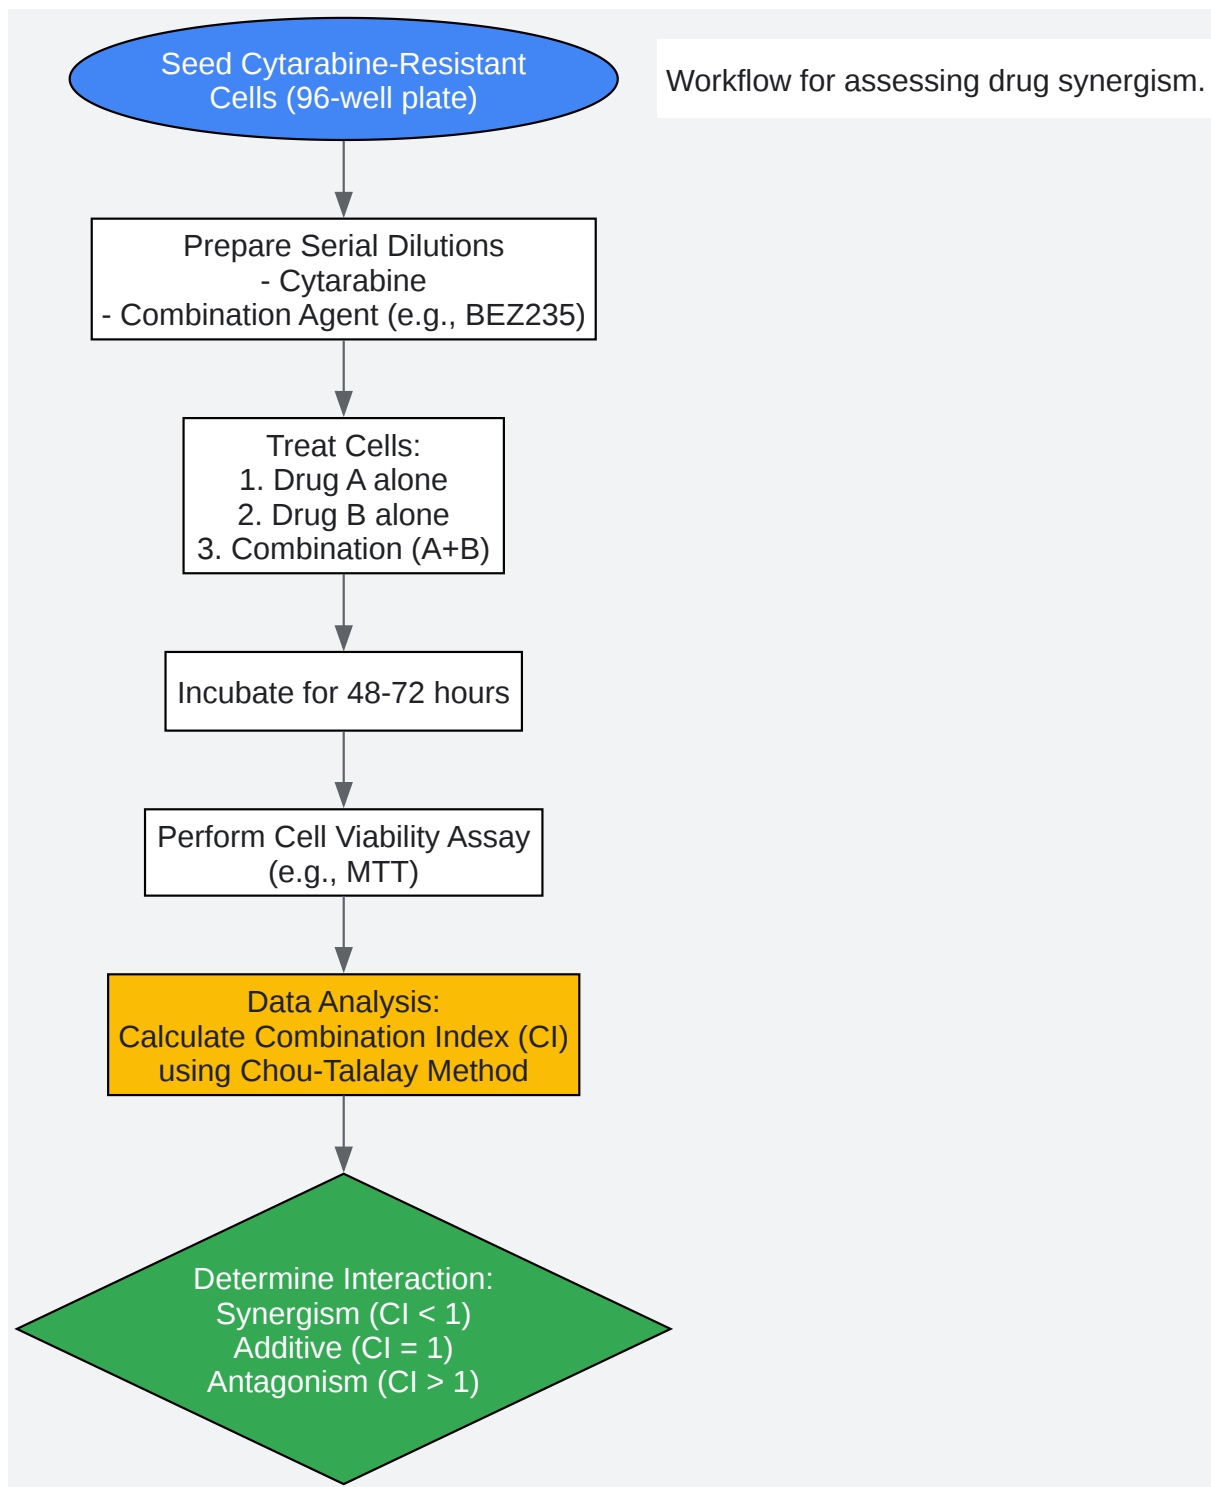 Seed Cytarabine-Resistant
Cells (96-well plate)
Workflow for assessing drug synergism.
Prepare Serial Dilutions
- Cytarabine
- Combination Agent (e.g., BEZ235)
Treat Cells:
1. Drug A alone
2. Drug B alone
3. Combination (A+B)
Incubate for 48-72 hours
Perform Cell Viability Assay
(e.g., MTT)
Data Analysis:
Calculate Combination Index (CI)
using Chou-Talalay Method
Determine Interaction:
Synergism (CI < 1)
Additive (CI = 1)
Antagonism (CI > 1)